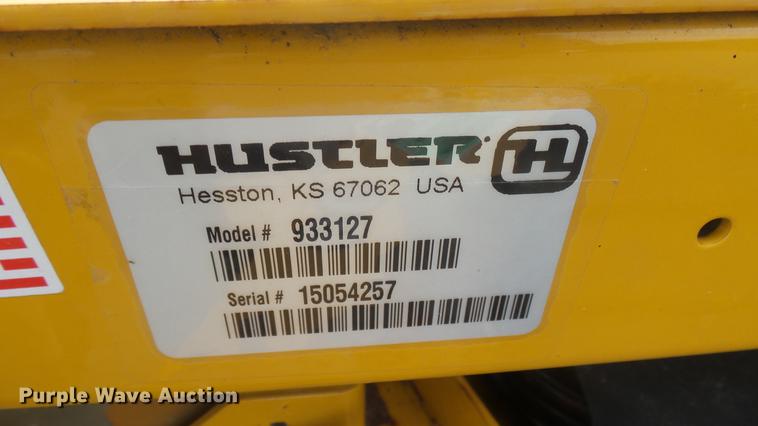 HUSTLER H
Hesston, KS 67062 USA
Model # 933127
Serial # 15054257
Purple Wave Auction